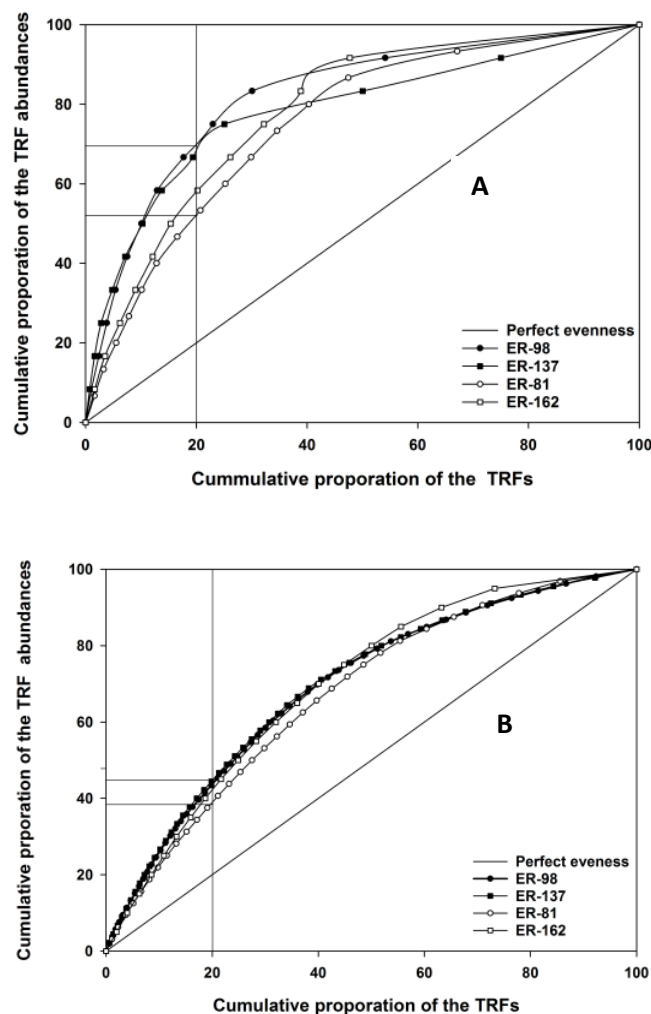 100
80
60
40
20
0
Cumulative proporation of the TRF abundances
A
Perfect evenness
ER-98
ER-137
ER-81
ER-162
0 20 40 60 80 100
Cummulative proporation of the TRFs
100
80
60
40
20
0
Cumulative prporation of the TRF abundances
B
Perfect eveness
ER-98
ER-137
ER-81
ER-162
0 20 40 60 80 100
Cumulative proporation of the TRFs